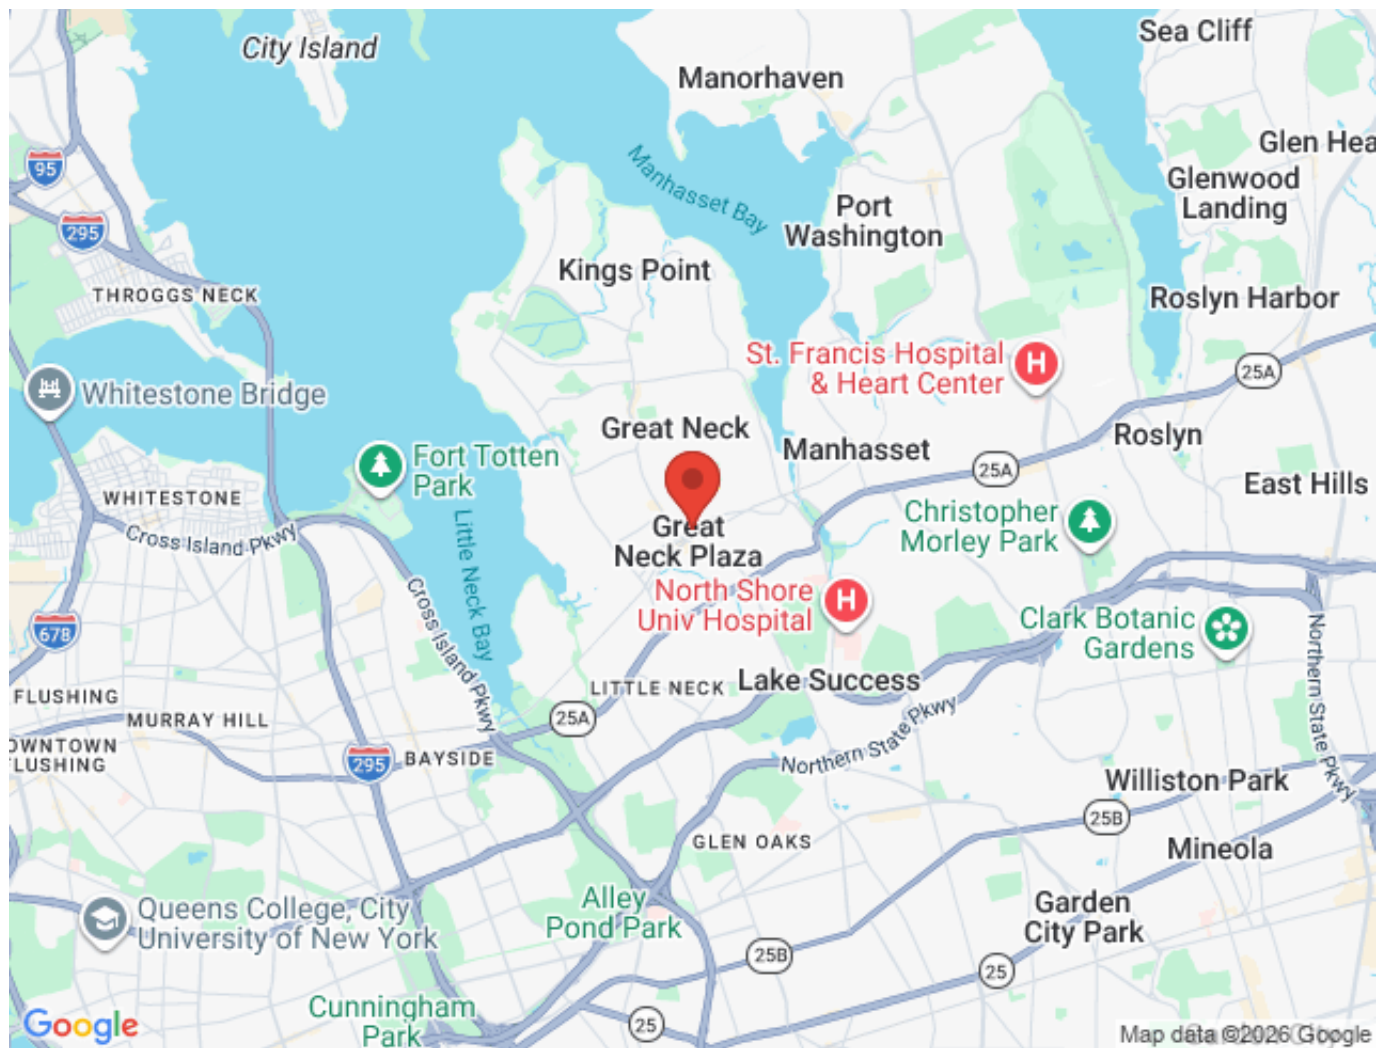 City Island
Sea Cliff
Manorhaven
Glen Hea
95
Manhasset Bay
Glenwood
Landing
Port
Washington
295
Kings Point
THROGGS NECK
Roslyn Harbor
St. Francis Hospital
& Heart Center
H
25A
Whitestone Bridge
Great Neck
Manhasset
Roslyn
Fort Totten
Park
25A
East Hills
WHITESTONE
Cross Island Pkwy
Little Neck Bay
Great
Neck Plaza
Christopher
Morley Park
North Shore
Univ Hospital
H
Cross Island Pkwy
678
Clark Botanic
Gardens
Northern State Pkwy
FLUSHING
LITTLE NECK
Lake Success
MURRAY HILL
25A
Northern State Pkwy
OWNTOWN
FLUSHING
295
BAYSIDE
Williston Park
25B
GLEN OAKS
Mineola
Alley
Pond Park
Garden
City Park
Queens College, City
University of New York
25B
25
Cunningham
Park
25
Google
Map data ©2026 Google